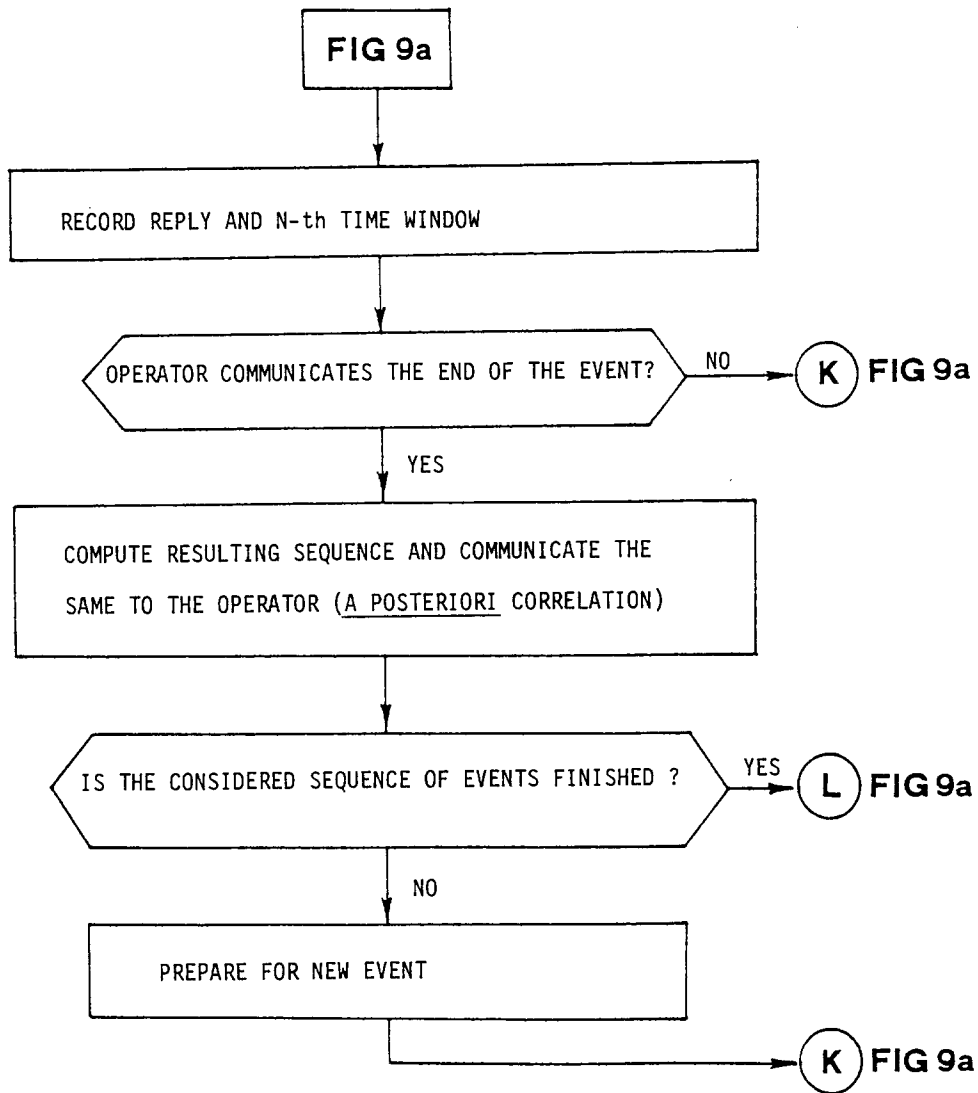 FIG 9a
RECORD REPLY AND N-th TIME WINDOW
OPERATOR COMMUNICATES THE END OF THE EVENT?
NO
K FIG 9a
YES
COMPUTE RESULTING SEQUENCE AND COMMUNICATE THE
SAME TO THE OPERATOR (A POSTERIORI CORRELATION)
IS THE CONSIDERED SEQUENCE OF EVENTS FINISHED ?
YES
L FIG 9a
NO
PREPARE FOR NEW EVENT
K FIG 9a